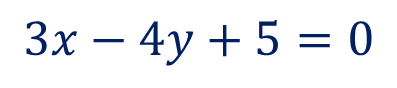 3x − 4y + 5 = 0